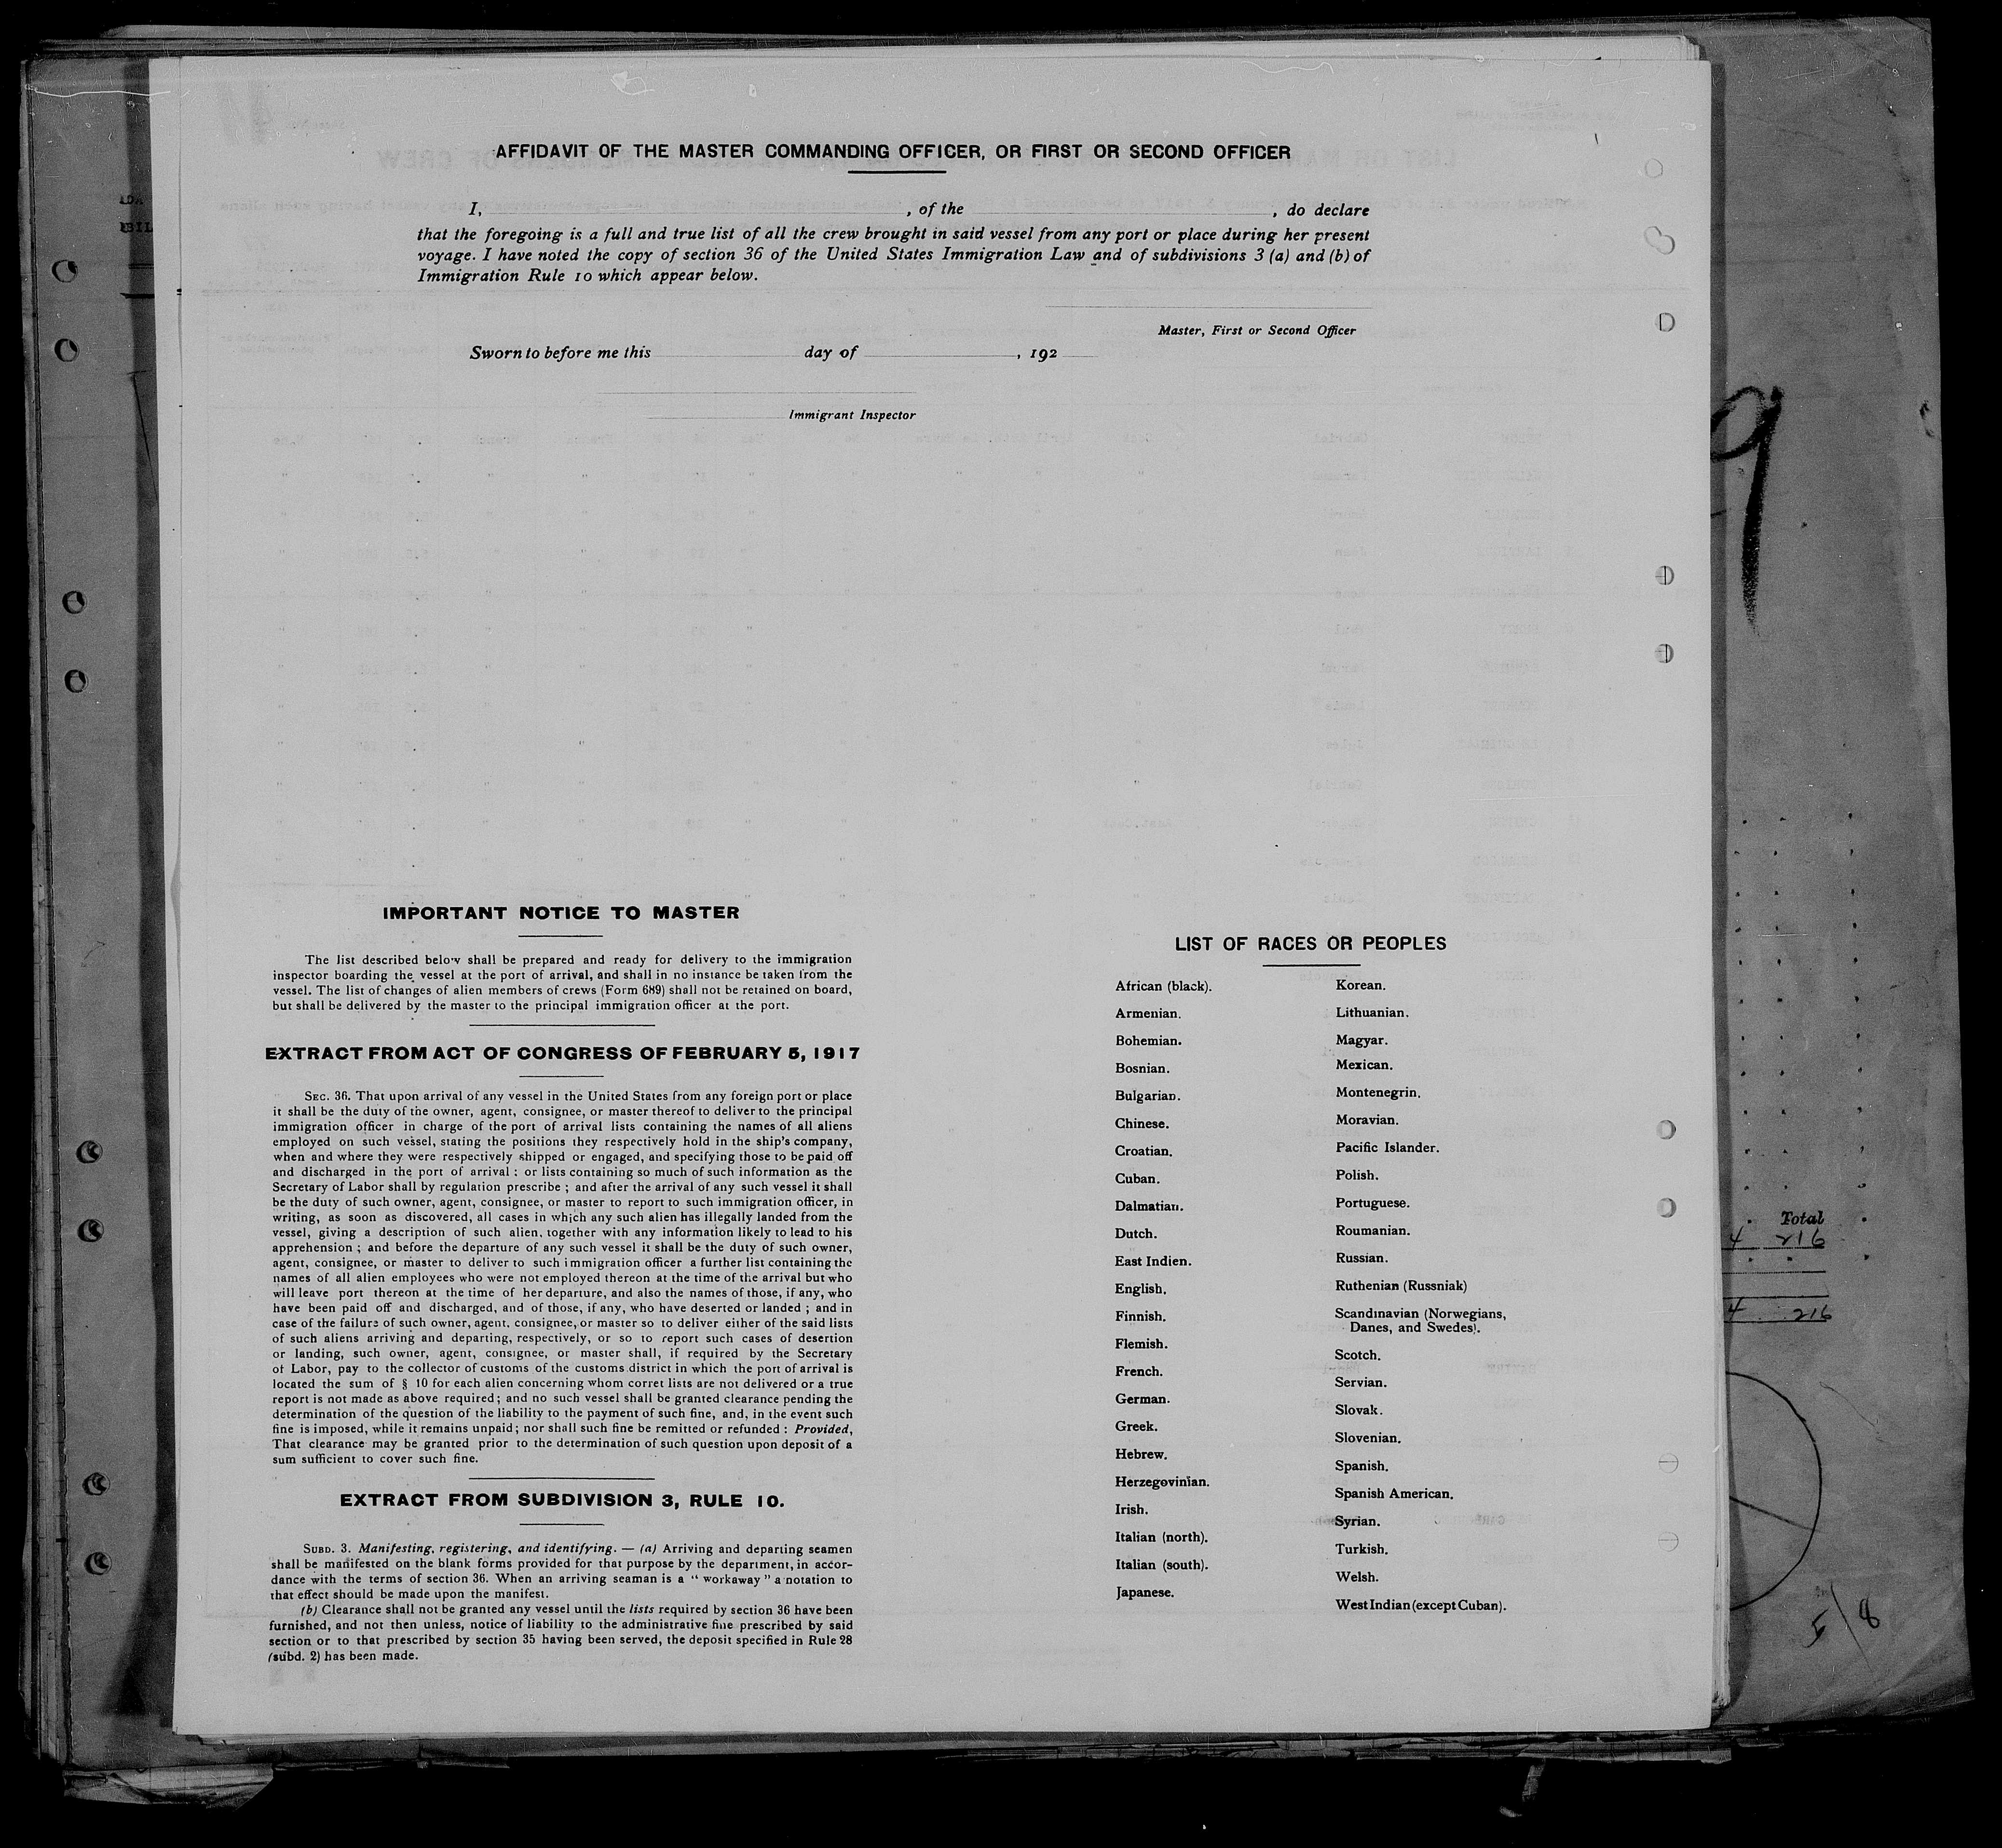 AFFIDAVIT OF THE MASTER COMMANDING OFFICER, OR FIRST OR SECOND OFFICER
I, , of the , do declare
that the foregoing is a full and true list of all the crew brought in said vessel from any port or place during her present
voyage. I have noted the copy of section 36 of the United States Immigration Law and of subdivisions 3 (a) and (b) of
Immigration Rule 10 which appear below.
Master, First or Second Officer
Sworn to before me this day of , 192
Immigrant Inspector
IMPORTANT NOTICE TO MASTER
The list described below shall be prepared and ready for delivery to the immigration
inspector boarding the vessel at the port of arrival, and shall in no instance be taken from the
vessel. The list of changes of alien members of crews (Form 689) shall not be retained on board,
but shall be delivered by the master to the principal immigration officer at the port.
EXTRACT FROM ACT OF CONGRESS OF FEBRUARY 5, 1917
SEC. 36. That upon arrival of any vessel in the United States from any foreign port or place
it shall be the duty of the owner, agent, consignee, or master thereof to deliver to the principal
immigration officer in charge of the port of arrival lists containing the names of all aliens
employed on such vessel, stating the positions they respectively hold in the ship's company,
when and where they were respectively shipped or engaged, and specifying those to be paid off
and discharged in the port of arrival ; or lists containing so much of such information as the
Secretary of Labor shall by regulation prescribe ; and after the arrival of any such vessel it shall
be the duty of such owner, agent, consignee, or master to report to such immigration officer, in
writing, as soon as discovered, all cases in which any such alien has illegally landed from the
vessel, giving a description of such alien, together with any information likely to lead to his
apprehension ; and before the departure of any such vessel it shall be the duty of such owner,
agent, consignee, or master to deliver to such immigration officer a further list containing the
names of all alien employees who were not employed thereon at the time of the arrival but who
will leave port thereon at the time of her departure, and also the names of those, if any, who
have been paid off and discharged, and of those, if any, who have deserted or landed ; and in
case of the failure of such owner, agent, consignee, or master so to deliver either of the said lists
of such aliens arriving and departing, respectively, or so to report such cases of desertion
or landing, such owner, agent, consignee, or master shall, if required by the Secretary
of Labor, pay to the collector of customs of the customs district in which the port of arrival is
located the sum of § 10 for each alien concerning whom corret lists are not delivered or a true
report is not made as above required; and no such vessel shall be granted clearance pending the
determination of the question of the liability to the payment of such fine, and, in the event such
fine is imposed, while it remains unpaid; nor shall such fine be remitted or refunded : Provided,
That clearance may be granted prior to the determination of such question upon deposit of a
sum sufficient to cover such fine.
EXTRACT FROM SUBDIVISION 3, RULE 10.
SUBD. 3. Manifesting, registering, and identifying. — (a) Arriving and departing seamen
shall be manifested on the blank forms provided for that purpose by the department, in accor-
dance with the terms of section 36. When an arriving seaman is a "workaway" a notation to
that effect should be made upon the manifest.
(b) Clearance shall not be granted any vessel until the lists required by section 36 have been
furnished, and not then unless, notice of liability to the administrative fine prescribed by said
section or to that prescribed by section 35 having been served, the deposit specified in Rule 28
(subd. 2) has been made.
LIST OF RACES OR PEOPLES
African (black).
Armenian.
Bohemian.
Bosnian.
Bulgarian.
Chinese.
Croatian.
Cuban.
Dalmatian.
Dutch.
East Indien.
English.
Finnish.
Flemish.
French.
German.
Greek.
Hebrew.
Herzegovinian.
Irish.
Italian (north).
Italian (south).
Japanese.
Korean.
Lithuanian.
Magyar.
Mexican.
Montenegrin.
Moravian.
Pacific Islander.
Polish.
Portuguese.
Roumanian.
Russian.
Ruthenian (Russniak)
Scandinavian (Norwegians,
Danes, and Swedes).
Scotch.
Servian.
Slovak.
Slovenian.
Spanish.
Spanish American.
Syrian.
Turkish.
Welsh.
West Indian (except Cuban).
9
Total
4 216
4 216
5/8